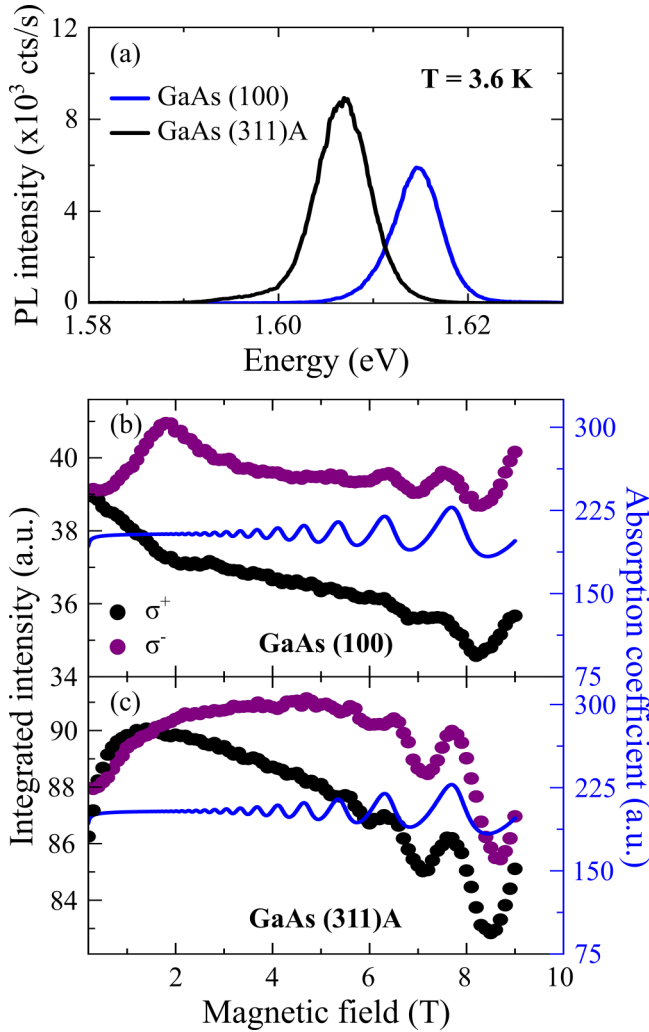 12
(a)
T = 3.6 K
GaAs (100)
GaAs (311)A
8
4
0
PL intensity (x10³ cts/s)
1.58
1.60
1.62
Energy (eV)
(b)
300
40
225
38
150
36
σ⁺
σ⁻
GaAs (100)
34
75
(c)
300
90
88
225
86
150
84
GaAs (311)A
75
2
4
6
8
10
Integrated intensity (a.u.)
Absorption coefficient (a.u.)
Magnetic field (T)